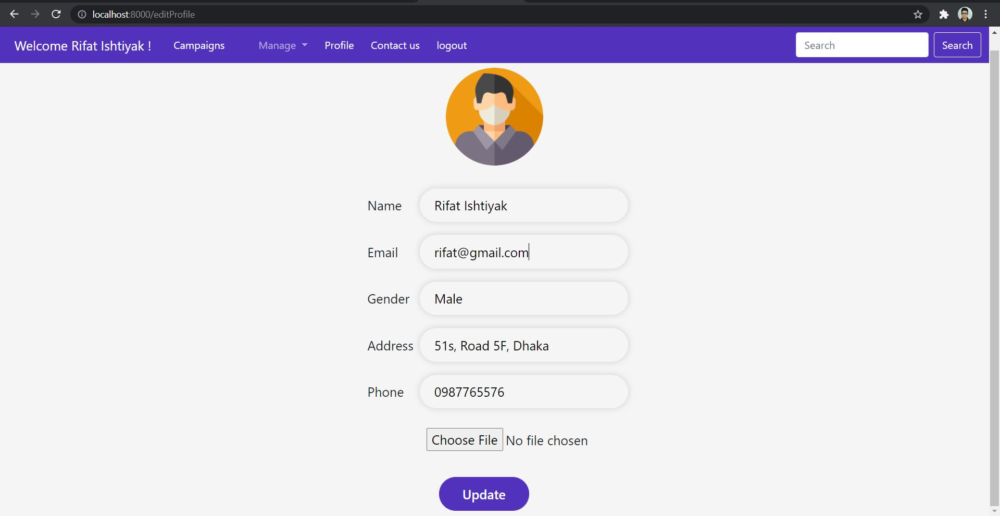 localhost:8000/editProfile
Welcome Rifat Ishtiyak ! Campaigns Manage Profile Contact us logout Search Search
Name Rifat Ishtiyak
Email rifat@gmail.com
Gender Male
Address 51s, Road 5F, Dhaka
Phone 0987765576
Choose File No file chosen
Update